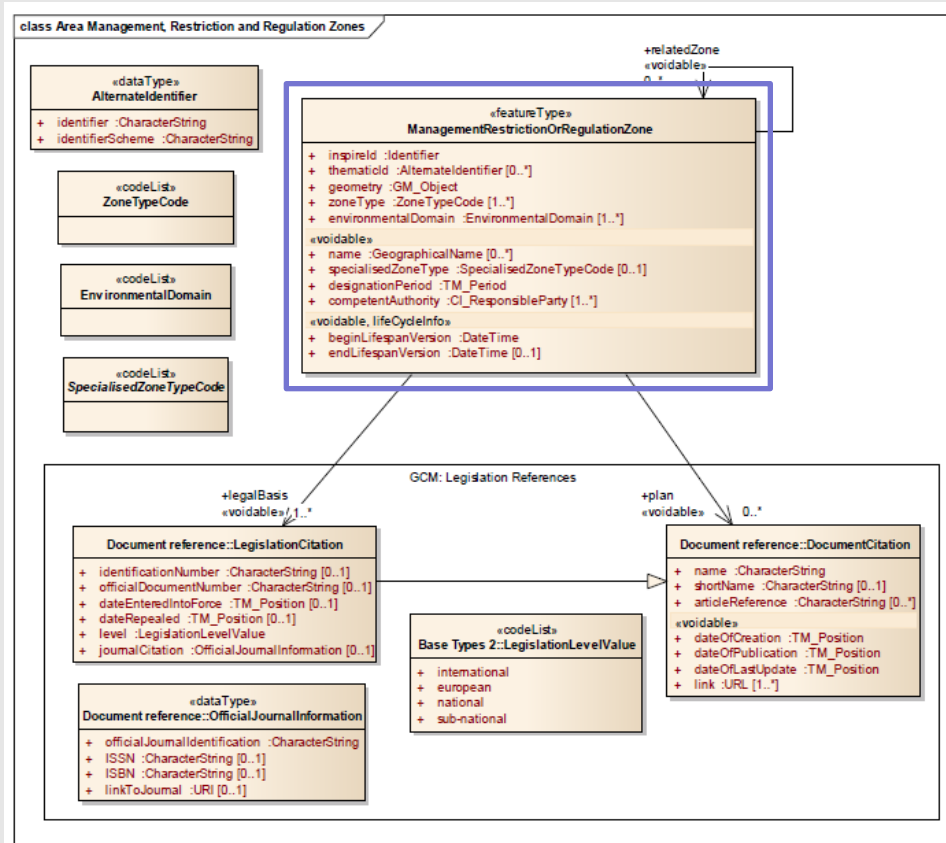 class Area Management, Restriction and Regulation Zones
+relatedZone
«voidable»
0..*
«dataType»
AlternateIdentifier
+ identifier :CharacterString
+ identifierScheme :CharacterString
«featureType»
ManagementRestrictionOrRegulationZone
+ inspireId :Identifier
+ thematicId :AlternateIdentifier [0..*]
+ geometry :GM_Object
+ zoneType :ZoneTypeCode [1..*]
+ environmentalDomain :EnvironmentalDomain [1..*]
«voidable»
+ name :GeographicalName [0..*]
+ specialisedZoneType :SpecialisedZoneTypeCode [0..1]
+ designationPeriod :TM_Period
+ competentAuthority :CI_ResponsibleParty [1..*]
«voidable, lifeCycleInfo»
+ beginLifespanVersion :DateTime
+ endLifespanVersion :DateTime [0..1]
«codeList»
ZoneTypeCode
«codeList»
EnvironmentalDomain
«codeList»
SpecialisedZoneTypeCode
GCM: Legislation References
+legalBasis
«voidable» 1..*
+plan
«voidable» 0..*
Document reference::LegislationCitation
+ identificationNumber :CharacterString [0..1]
+ officialDocumentNumber :CharacterString [0..1]
+ dateEnteredIntoForce :TM_Position [0..1]
+ dateRepealed :TM_Position [0..1]
+ level :LegislationLevelValue
+ journalCitation :OfficialJournalInformation [0..1]
Document reference::DocumentCitation
+ name :CharacterString
+ shortName :CharacterString [0..1]
+ articleReference :CharacterString [0..*]
«voidable»
+ dateOfCreation :TM_Position
+ dateOfPublication :TM_Position
+ dateOfLastUpdate :TM_Position
+ link :URL [1..*]
«codeList»
Base Types 2::LegislationLevelValue
+ international
+ european
+ national
+ sub-national
«dataType»
Document reference::OfficialJournalInformation
+ officialJournalIdentification :CharacterString
+ ISSN :CharacterString [0..1]
+ ISBN :CharacterString [0..1]
+ linkToJournal :URI [0..1]